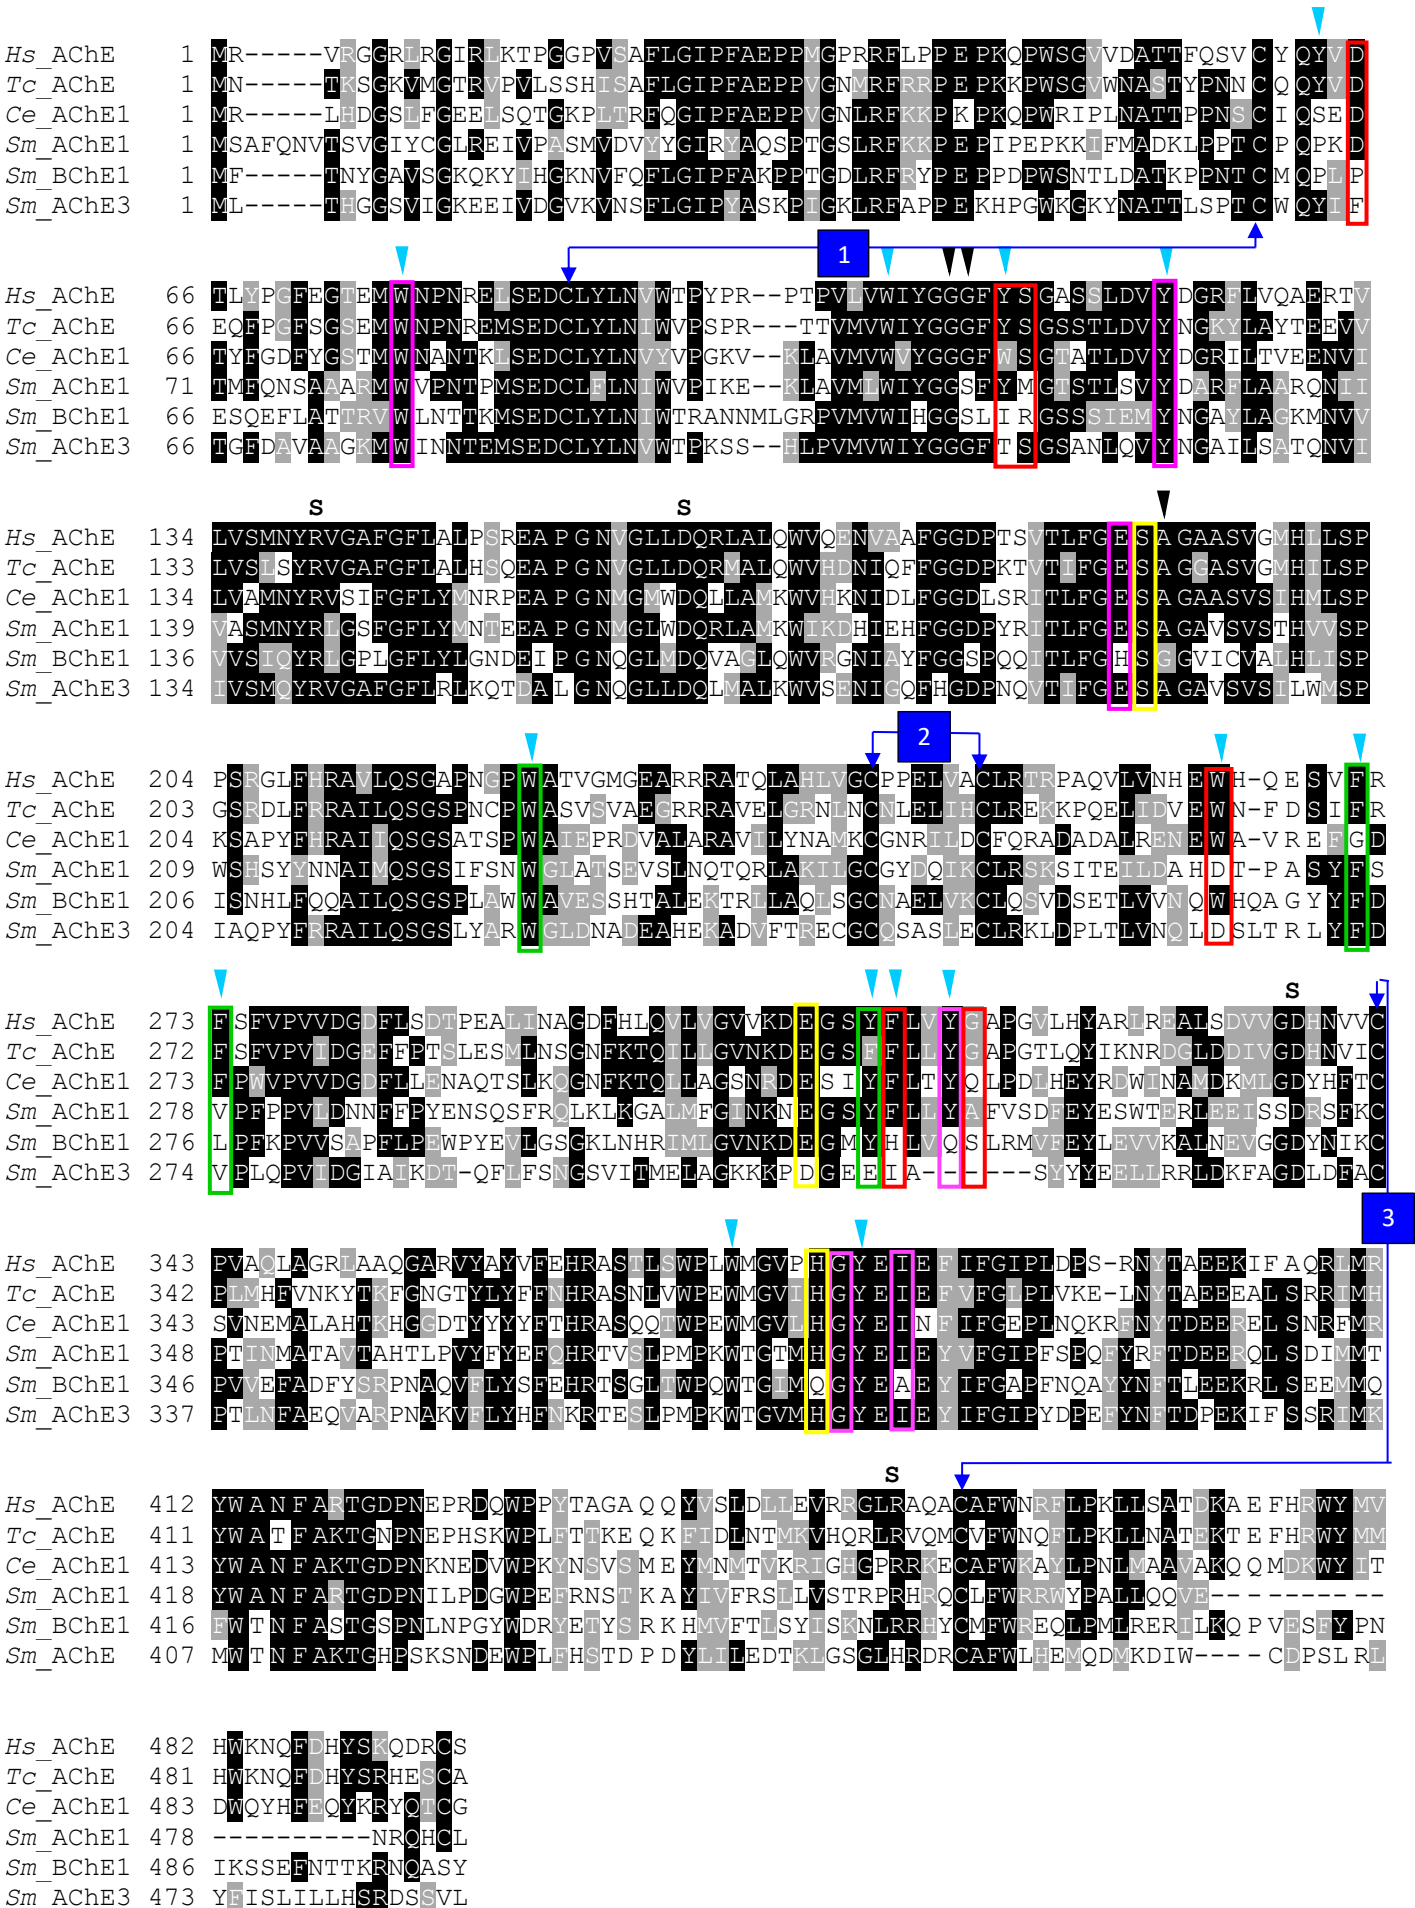 Hs_AChE 1 MR-----VRGGRLRGIRLKTPGGPVSAFLGIPFAEPPMGPRRFLPPEPKQPWSGVVDATTFQSVCYQYVD
Tc_AChE 1 MN-----TKSGKVMGTRVPVLSSHISAFLGIPFAEPPVGNMRFRRPEPKKPWSGVWNASTYPNNCQQYVD
Ce_AChE1 1 MR-----LHDGSLFGEELSQTGKPLTRFQGIPFAEPPVGNLRFKKPKPKQPWRIPLNATTPPNSCIQSED
Sm_AChE1 1 MSAFQNVTSVGIYCGLREIVPASMVDVYYGIRYAQSPTGSLRFKKPEPIPEPKKIFMADKLPPTCPQPKD
Sm_BChE1 1 MF-----TNYGAVSGKQKYIHGKNVFQFLGIPFAKPPTGDLRFRYPEPPDPWSNTLDATKPPNTCMQPLP
Sm_AChE3 1 ML-----THGGSVIGKEEIVDGVKVNSFLGIPYASKPIGKLRFAPPEKHPGWKGKYNATTLSPTCWQYIF
1
Hs_AChE 66 TLYPGFEGTEMWNPNRELSEDCLYLNVWTPYPR--PTPVLVWIYGGGFYSGASSLDVYDGRFLVQAERTV
Tc_AChE 66 EQFPGFSGSEMWNPNREMSEDCLYLNIWVPSPR---TTVMVWIYGGGFYSGSSTLDVYNGKYLAYTEEVV
Ce_AChE1 66 TYFGDFYGSTMWNANTKLSEDCLYLNVYVPGKV--KLAVMVWVYGGGFWSGTATLDVYDGRILTVEENVI
Sm_AChE1 71 TMFQNSAAARMWVPNTPMSEDCLFLNIWVPIKE--KLAVMLWIYGGSFYMGTSTLSVYDARFLAARQNII
Sm_BChE1 66 ESQEFLATTRVWLNTTKMSEDCLYLNIWTRANNMLGRPVMVWIHGGSLIRGSSSIEMYNGAYLAGKMNVV
Sm_AChE3 66 TGFDAVAAGKMWINNTEMSEDCLYLNVWTPKSS--HLPVMVWIYGGGFTSGSANLQVYNGAILSATQNVI
S S
Hs_AChE 134 LVSMNYRVGAFGFLALPSREAPGNVGLLDQRLALQWVQENVAAFGGDPTSVTLFGESAGAASVGMHLLSP
Tc_AChE 133 LVSLSYRVGAFGFLALHSQEAPGNVGLLDQRMALQWVHDNIQFFGGDPKTVTIFGESAGGASVGMHILSP
Ce_AChE1 134 LVAMNYRVSIFGFLYMNRPEAPGNMGMWDQLLAMKWVHKNIDLFGGDLSRITLFGESAGAASVSIHMLSP
Sm_AChE1 139 VASMNYRLGSFGFLYMNTEEAPGNMGLWDQRLAMKWIKDHIEHFGGDPYRITLFGESAGAVSVSTHVVSP
Sm_BChE1 136 VVSIQYRLGPLGFLYLGNDEIPGNQGLMDQVAGLQWVRGNIAYFGGSPQQITLFGHSGGVICVALHLISP
Sm_AChE3 134 IVSMQYRVGAFGFLRLKQTDALGNQGLLDQLMALKWVSENIGQFHGDPNQVTIFGESAGAVSVSILWMSP
2
Hs_AChE 204 PSRGLFHRAVLQSGAPNGPWATVGMGEARRRATQLAHLVGCPPELVACLRTRPAQVLVNHEWH-QESVFR
Tc_AChE 203 GSRDLFRRAILQSGSPNCPWASVSVAEGRRRAVELGRNLNCNLELIHCLREKKPQELIDVEWN-FDSIFR
Ce_AChE1 204 KSAPYFHRAIIQSGSATSPWAIEPRDVALARAVILYNAMKCGNRILDCFQRADADALRENEWA-VREFGD
Sm_AChE1 209 WSHSYYNNAIMQSGSIFSNWGLATSEVSLNQTQRLAKILGCGYDQIKCLRSKSITEILDAHDT-PASYFS
Sm_BChE1 206 ISNHLFQQAILQSGSPLAWWAVESSHTALEKTRLLAQLSGCNAELVKCLQSVDSETLVVNQWHQAGYYFD
Sm_AChE3 204 IAQPYFRRAILQSGSLYARWGLDNADEAHEKADVFTRECGCQSASLECLRKLDPLTLVNQLDSLTRLYFD
S
Hs_AChE 273 FSFVPVVDGDFLSDTPEALINAGDFHLQVLVGVVKDEGSYFLVYGAPGVLHYARLREALSDVVGDHNVVC
Tc_AChE 272 FSFVPVIDGEFFPTSLESMLNSGNFKTQILLGVNKDEGSFFLLYGAPGTLQYIKNRDGLDDIVGDHNVIC
Ce_AChE1 273 FPWVPVVDGDFLLENAQTSLKQGNFKTQLLAGSNRDESIYFLTYQLPDLHEYRDWINAMDKMLGDYHFTC
Sm_AChE1 278 VPFPPVLDNNFFPYENSQSFRQLKLKGALMFGINKNEGSYFLLYAFVSDFEYESWTERLEEISSDRSFKC
Sm_BChE1 276 LPFKPVVSAPFLPEWPYEVLGSGKLNHRIMLGVNKDEGMYHLVQSLRMVFEYLEVVKALNEVGGDYNIKC
Sm_AChE3 274 VPLQPVIDGIAIKDT-QFLFSNGSVITMELAGKKKPDGEEIA------SYYYEELLRRLDKFAGDLDFAC
3
Hs_AChE 343 PVAQLAGRLAAQGARVYAYVFEHRASTLSWPLWMGVPHGYEIEFIFGIPLDPS-RNYTAEEKIFAQRLMR
Tc_AChE 342 PLMHFVNKYTKFGNGTYLYFFNHRASNLVWPEWMGVIHGYEIEFVFGLPLVKE-LNYTAEEEALSRRIMH
Ce_AChE1 343 SVNEMALAHTKHGGDTYYYYFTHRASQQTWPEWMGVLHGYEINFIFGEPLNQKRFNYTDEERELSNRFMR
Sm_AChE1 348 PTINMATAVTAHTLPVYFYEFQHRTVSLPMPKWTGTMHGYEIEYVFGIPFSPQFYRFTDEERQLSDIMMT
Sm_BChE1 346 PVVEFADFYSRPNAQVFLYSFEHRTSGLTWPQWTGIMQGYEAEYIFGAPFNQAYYNFTLEEKRLSEEMMQ
Sm_AChE3 337 PTLNFAEQVARPNAKVFLYHFNKRTESLPMPKWTGVMHGYEIEYIFGIPYDPEFYNFTDPEKIFSSRIMK
S
Hs_AChE 412 YWANFARTGDPNEPRDQWPPYTAGAQQYVSLDLLEVRRGLRAQACAFWNRFLPKLLSATDKAEFHRWYMV
Tc_AChE 411 YWATFAKTGNPNEPHSKWPLFTTKEQKFIDLNTMKVHQRLRVQMCVFWNQFLPKLLNATEKTEFHRWYMM
Ce_AChE1 413 YWANFAKTGDPNKNEDVWPKYNSVSMEYMNMTVKRIGHGPRRKECAFWKAYLPNLMAAVAKQQMDKWYIT
Sm_AChE1 418 YWANFARTGDPNILPDGWPEFRNSTKAYIVFRSLLVSTRPRHRQCLFWRRWYPALLQQVE----------
Sm_BChE1 416 FWTNFASTGSPNLNPGYWDRYETYSRKHMVFTLSYISKNLRRHYCMFWREQLPMLRERILKQPVESFYPN
Sm_AChE 407 MWTNFAKTGHPSKSNDEWPLFHSTDPDYLILEDTKLGSGLHRDRCAFWLHEMQDMKDIW----CDPSLRL
Hs_AChE 482 HWKNQFDHYSKQDRCS
Tc_AChE 481 HWKNQFDHYSRHESCA
Ce_AChE1 483 DWQYHFEQYKRYQTCG
Sm_AChE1 478 ----------NRQHCL
Sm_BChE1 486 IKSSEFNTTKRNQASY
Sm_AChE3 473 YFISLILLHSRDSSVL